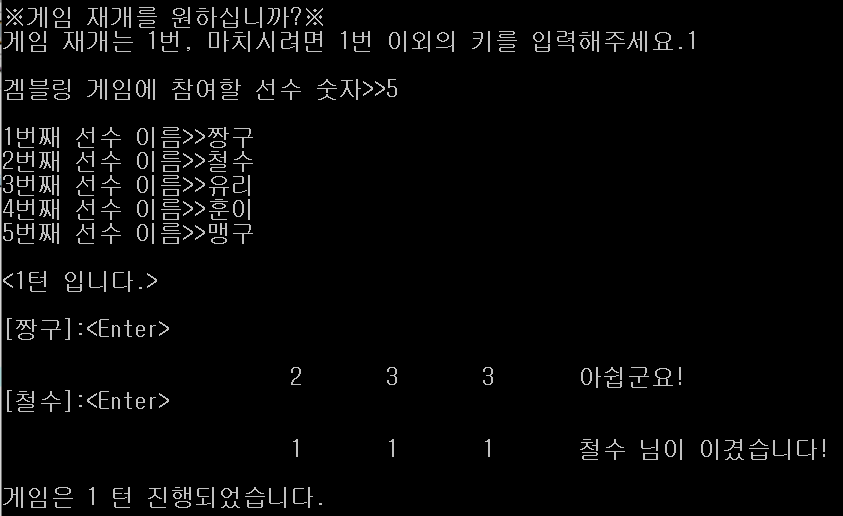 ※게임 재개를 원하십니까?※
게임 재개는 1번, 마치시려면 1번 이외의 키를 입력해주세요.1
겜블링 게임에 참여할 선수 숫자>>5
1번째 선수 이름>>짱구
2번째 선수 이름>>철수
3번째 선수 이름>>유리
4번째 선수 이름>>훈이
5번째 선수 이름>>맹구
<1턴 입니다.>
[짱구]:<Enter>
2 3 3 아쉽군요!
[철수]:<Enter>
1 1 1 철수 님이 이겼습니다!
게임은 1 턴 진행되었습니다.